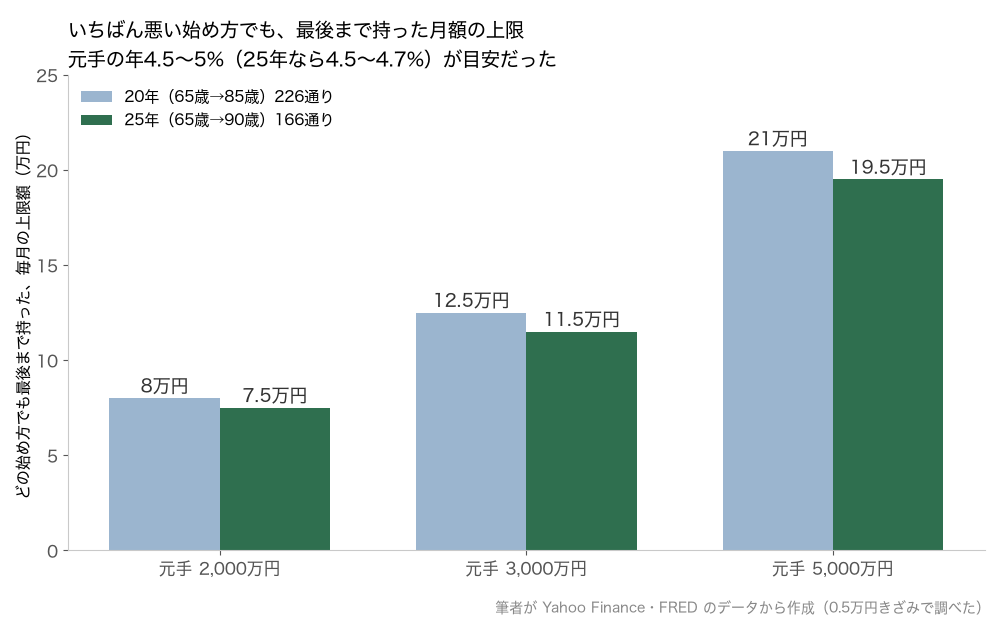 いちばん悪い始め方でも、最後まで持った月額の上限
元手の年4.5〜5%（25年なら4.5〜4.7%）が目安だった
20年（65歳→85歳）226通り
25年（65歳→90歳）166通り
どの始め方でも最後まで持った、毎月の上限額（万円）
25
20
15
10
5
0
8万円
7.5万円
12.5万円
11.5万円
21万円
19.5万円
元手 2,000万円
元手 3,000万円
元手 5,000万円
筆者が Yahoo Finance・FRED のデータから作成（0.5万円きざみで調べた）